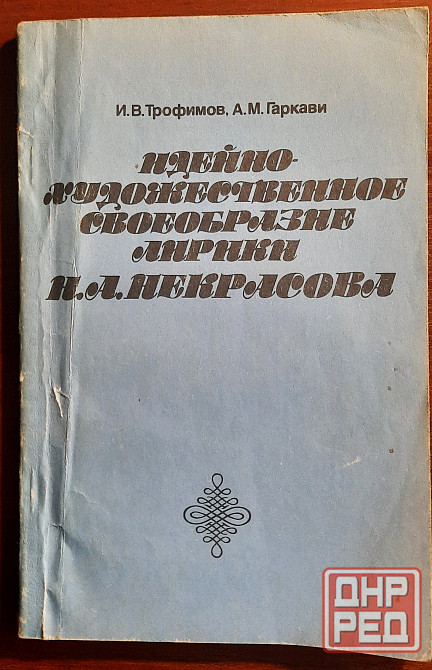 И.В.Трофимов, А.М.Гаркави
ИДЕЙНО-
ХУДОЖЕСТВЕННОЕ
СВОЕОБРАЗИЕ
ЛИРИКИ
Н.А.НЕКРАСОВА
ДНР
РЕД